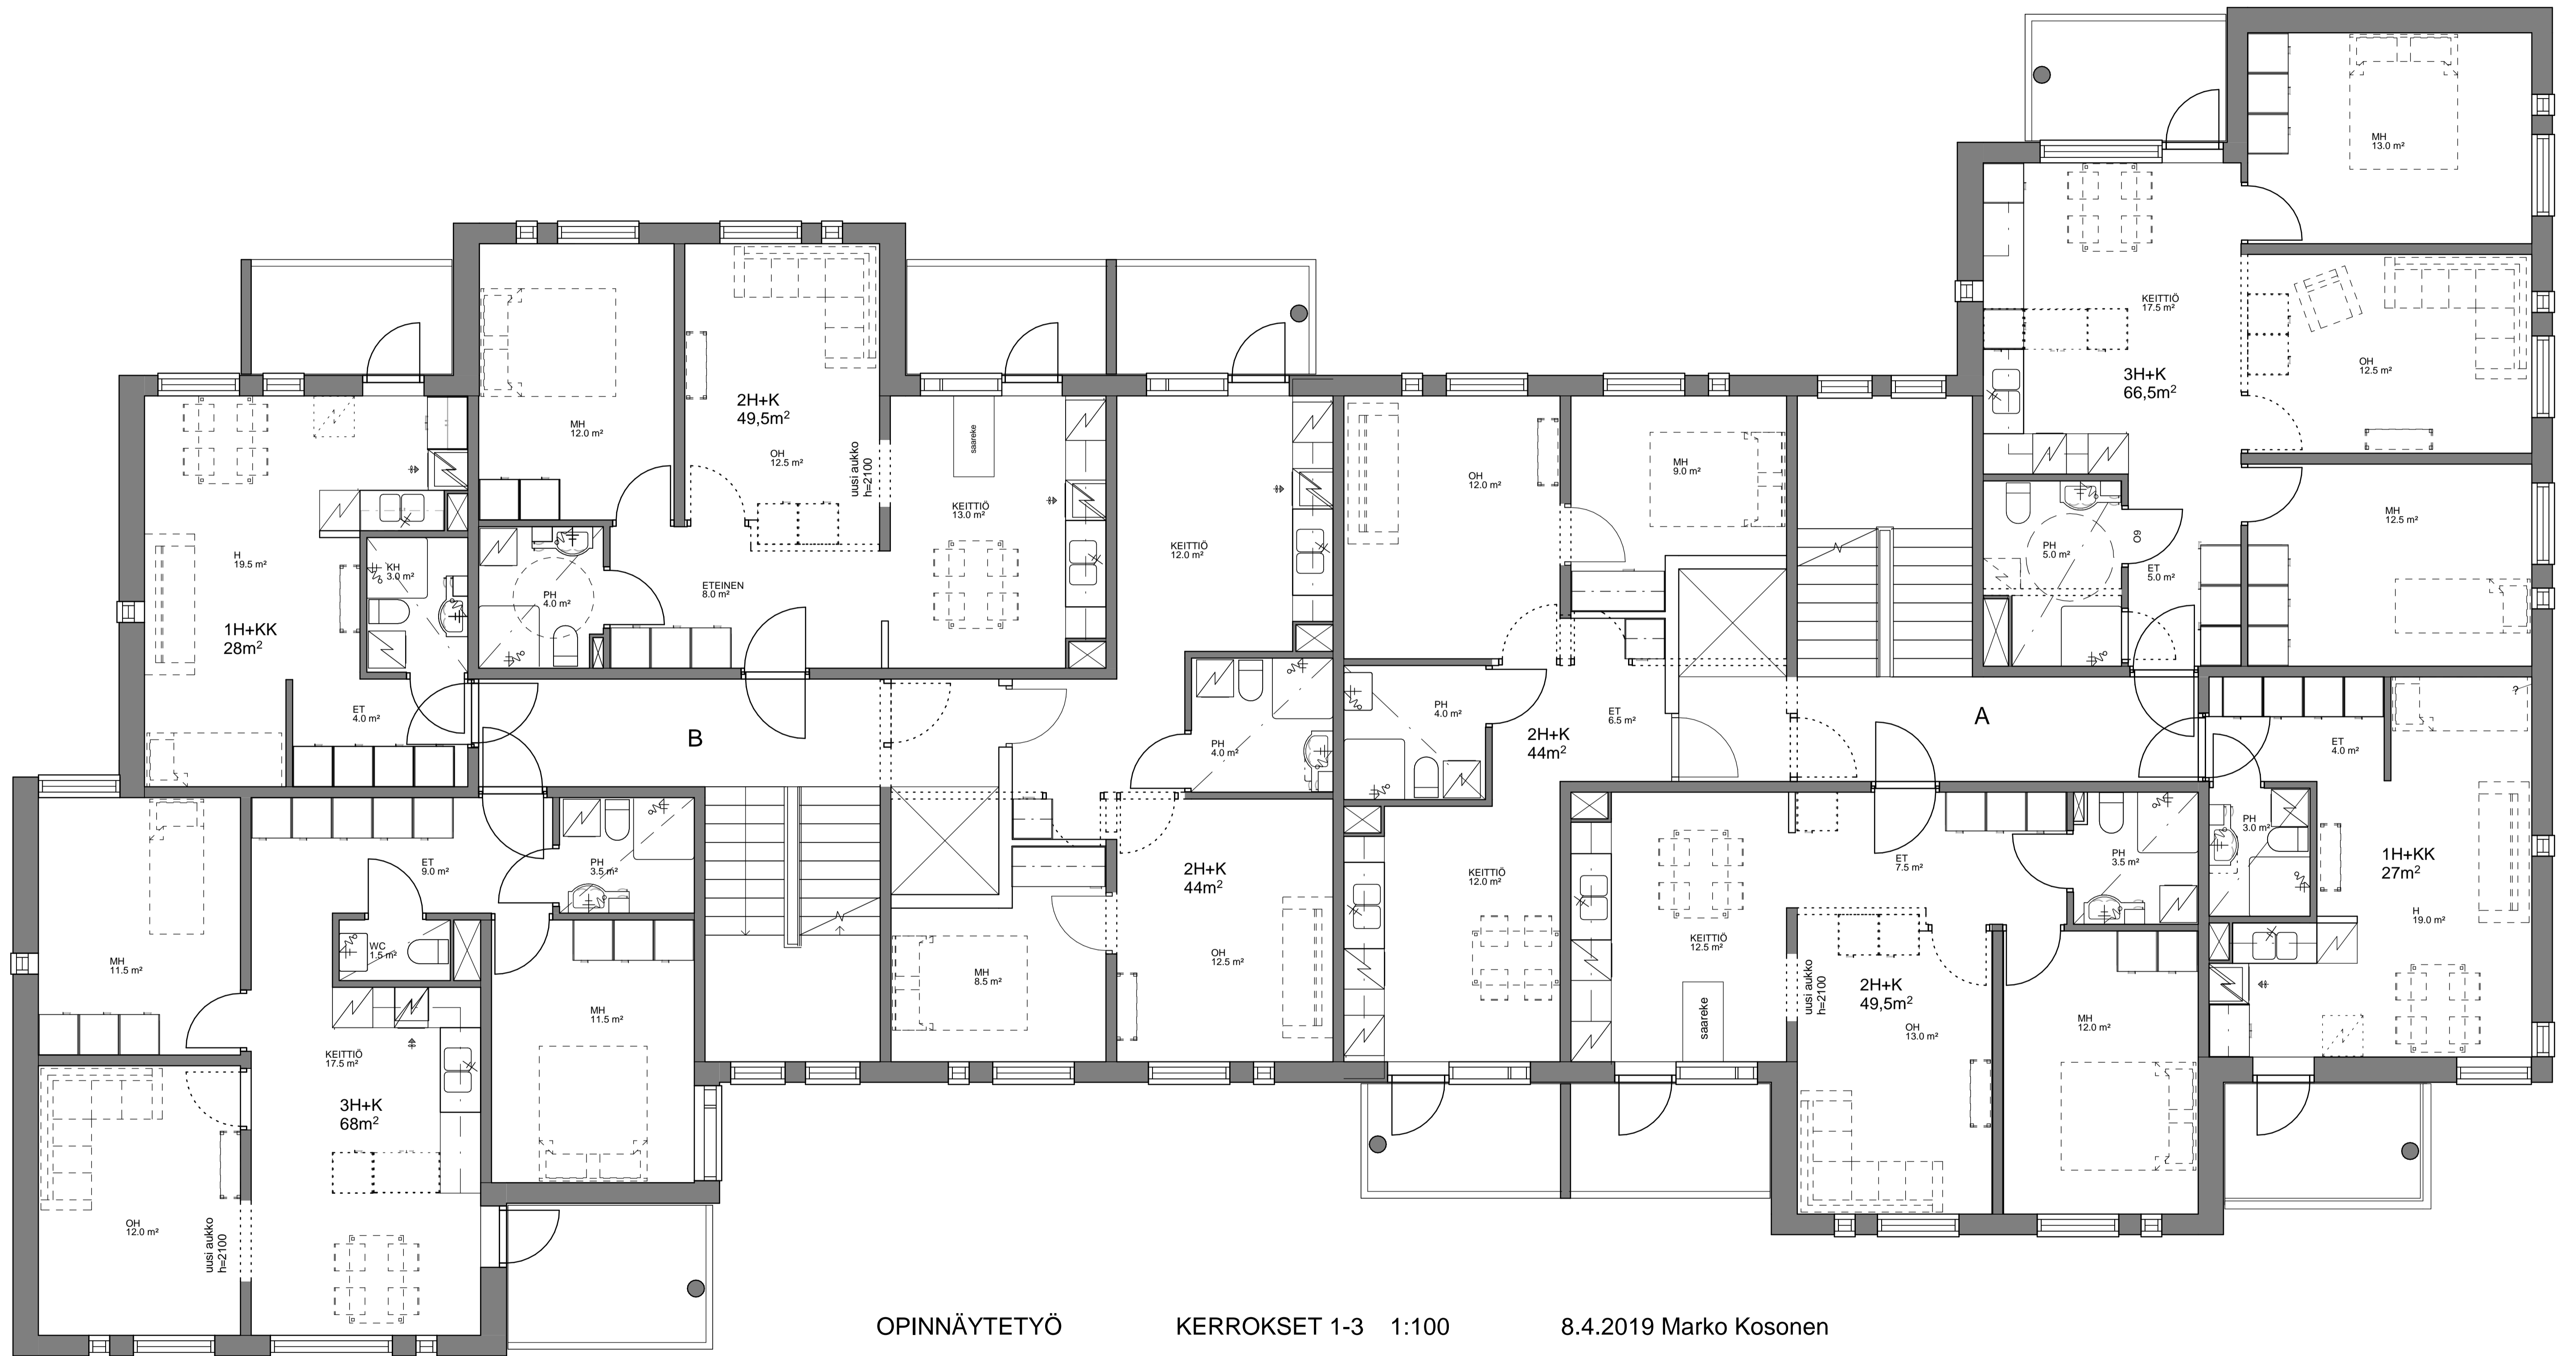 MH
13.0 m²
KEITTIÖ
17.5 m²
OH
12.5 m²
3H+K
66,5m²
MH
12.5 m²
PH
5.0 m²
60
ET
5.0 m²
MH
12.0 m²
2H+K
49,5m²
OH
12.5 m²
uusi aukko
h=2100
saareke
KEITTIÖ
13.0 m²
ETEINEN
8.0 m²
PH
4.0 m²
H
19.5 m²
KH
3.0 m²
1H+KK
28m²
ET
4.0 m²
KEITTIÖ
12.0 m²
OH
12.0 m²
MH
9.0 m²
PH
4.0 m²
ET
6.5 m²
2H+K
44m²
A
B
PH
4.0 m²
?
ET
4.0 m²
PH
3.0 m²
1H+KK
27m²
H
19.0 m²
2H+K
44m²
OH
12.5 m²
MH
8.5 m²
KEITTIÖ
12.0 m²
KEITTIÖ
12.5 m²
saareke
ET
7.5 m²
PH
3.5 m²
uusi aukko
h=2100
2H+K
49,5m²
OH
13.0 m²
MH
12.0 m²
ET
9.0 m²
PH
3.5 m²
WC
1.5 m²
MH
11.5 m²
MH
11.5 m²
KEITTIÖ
17.5 m²
3H+K
68m²
OH
12.0 m²
uusi aukko
h=2100
OPINNÄYTETYÖ KERROKSET 1-3 1:100 8.4.2019 Marko Kosonen